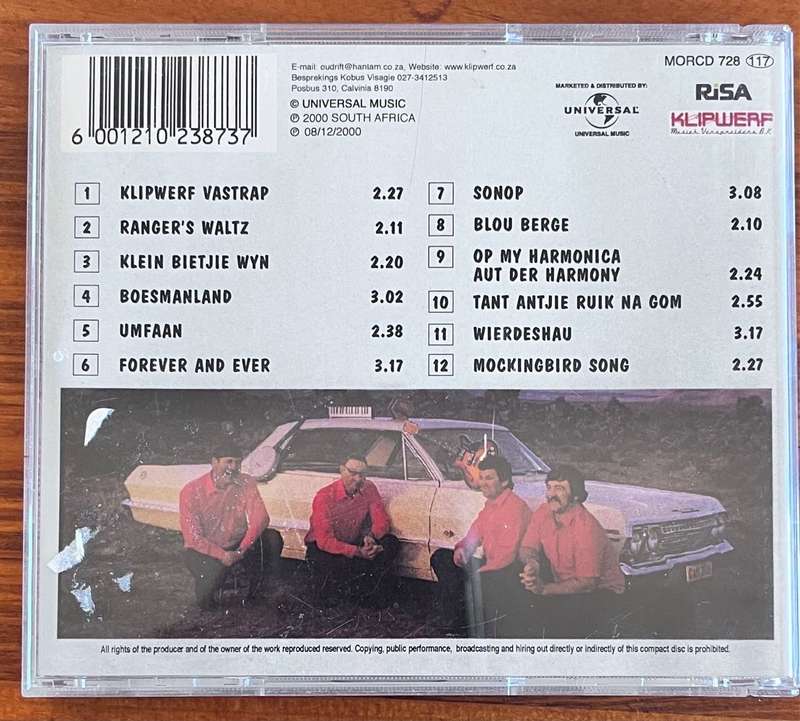 6 001210 238737
E-mail: oudrift@hantam.co.za, Website: www.klipwerf.co.za
Besprekings Kobus Visagie 027-3412513
Posbus 310, Calvinia 8190
© UNIVERSAL MUSIC
℗ 2000 SOUTH AFRICA
℗ 08/12/2000
MARKETED & DISTRIBUTED BY:
UNIVERSAL
UNIVERSAL MUSIC
MORCD 728 117
RiSA
KLIPWERF
Musiek Verspreiders B.K.
1 KLIPWERF VASTRAP 2.27
2 RANGER'S WALTZ 2.11
3 KLEIN BIETJIE WYN 2.20
4 BOESMANLAND 3.02
5 UMFAAN 2.38
6 FOREVER AND EVER 3.17
7 SONOP 3.08
8 BLOU BERGE 2.10
9 OP MY HARMONICA
AUT DER HARMONY 2.24
10 TANT ANTJIE RUIK NA GOM 2.55
11 WIERDESHAU 3.17
12 MOCKINGBIRD SONG 2.27
All rights of the producer and of the owner of the work reproduced reserved. Copying, public performance, broadcasting and hiring out directly or indirectly of this compact disc is prohibited.